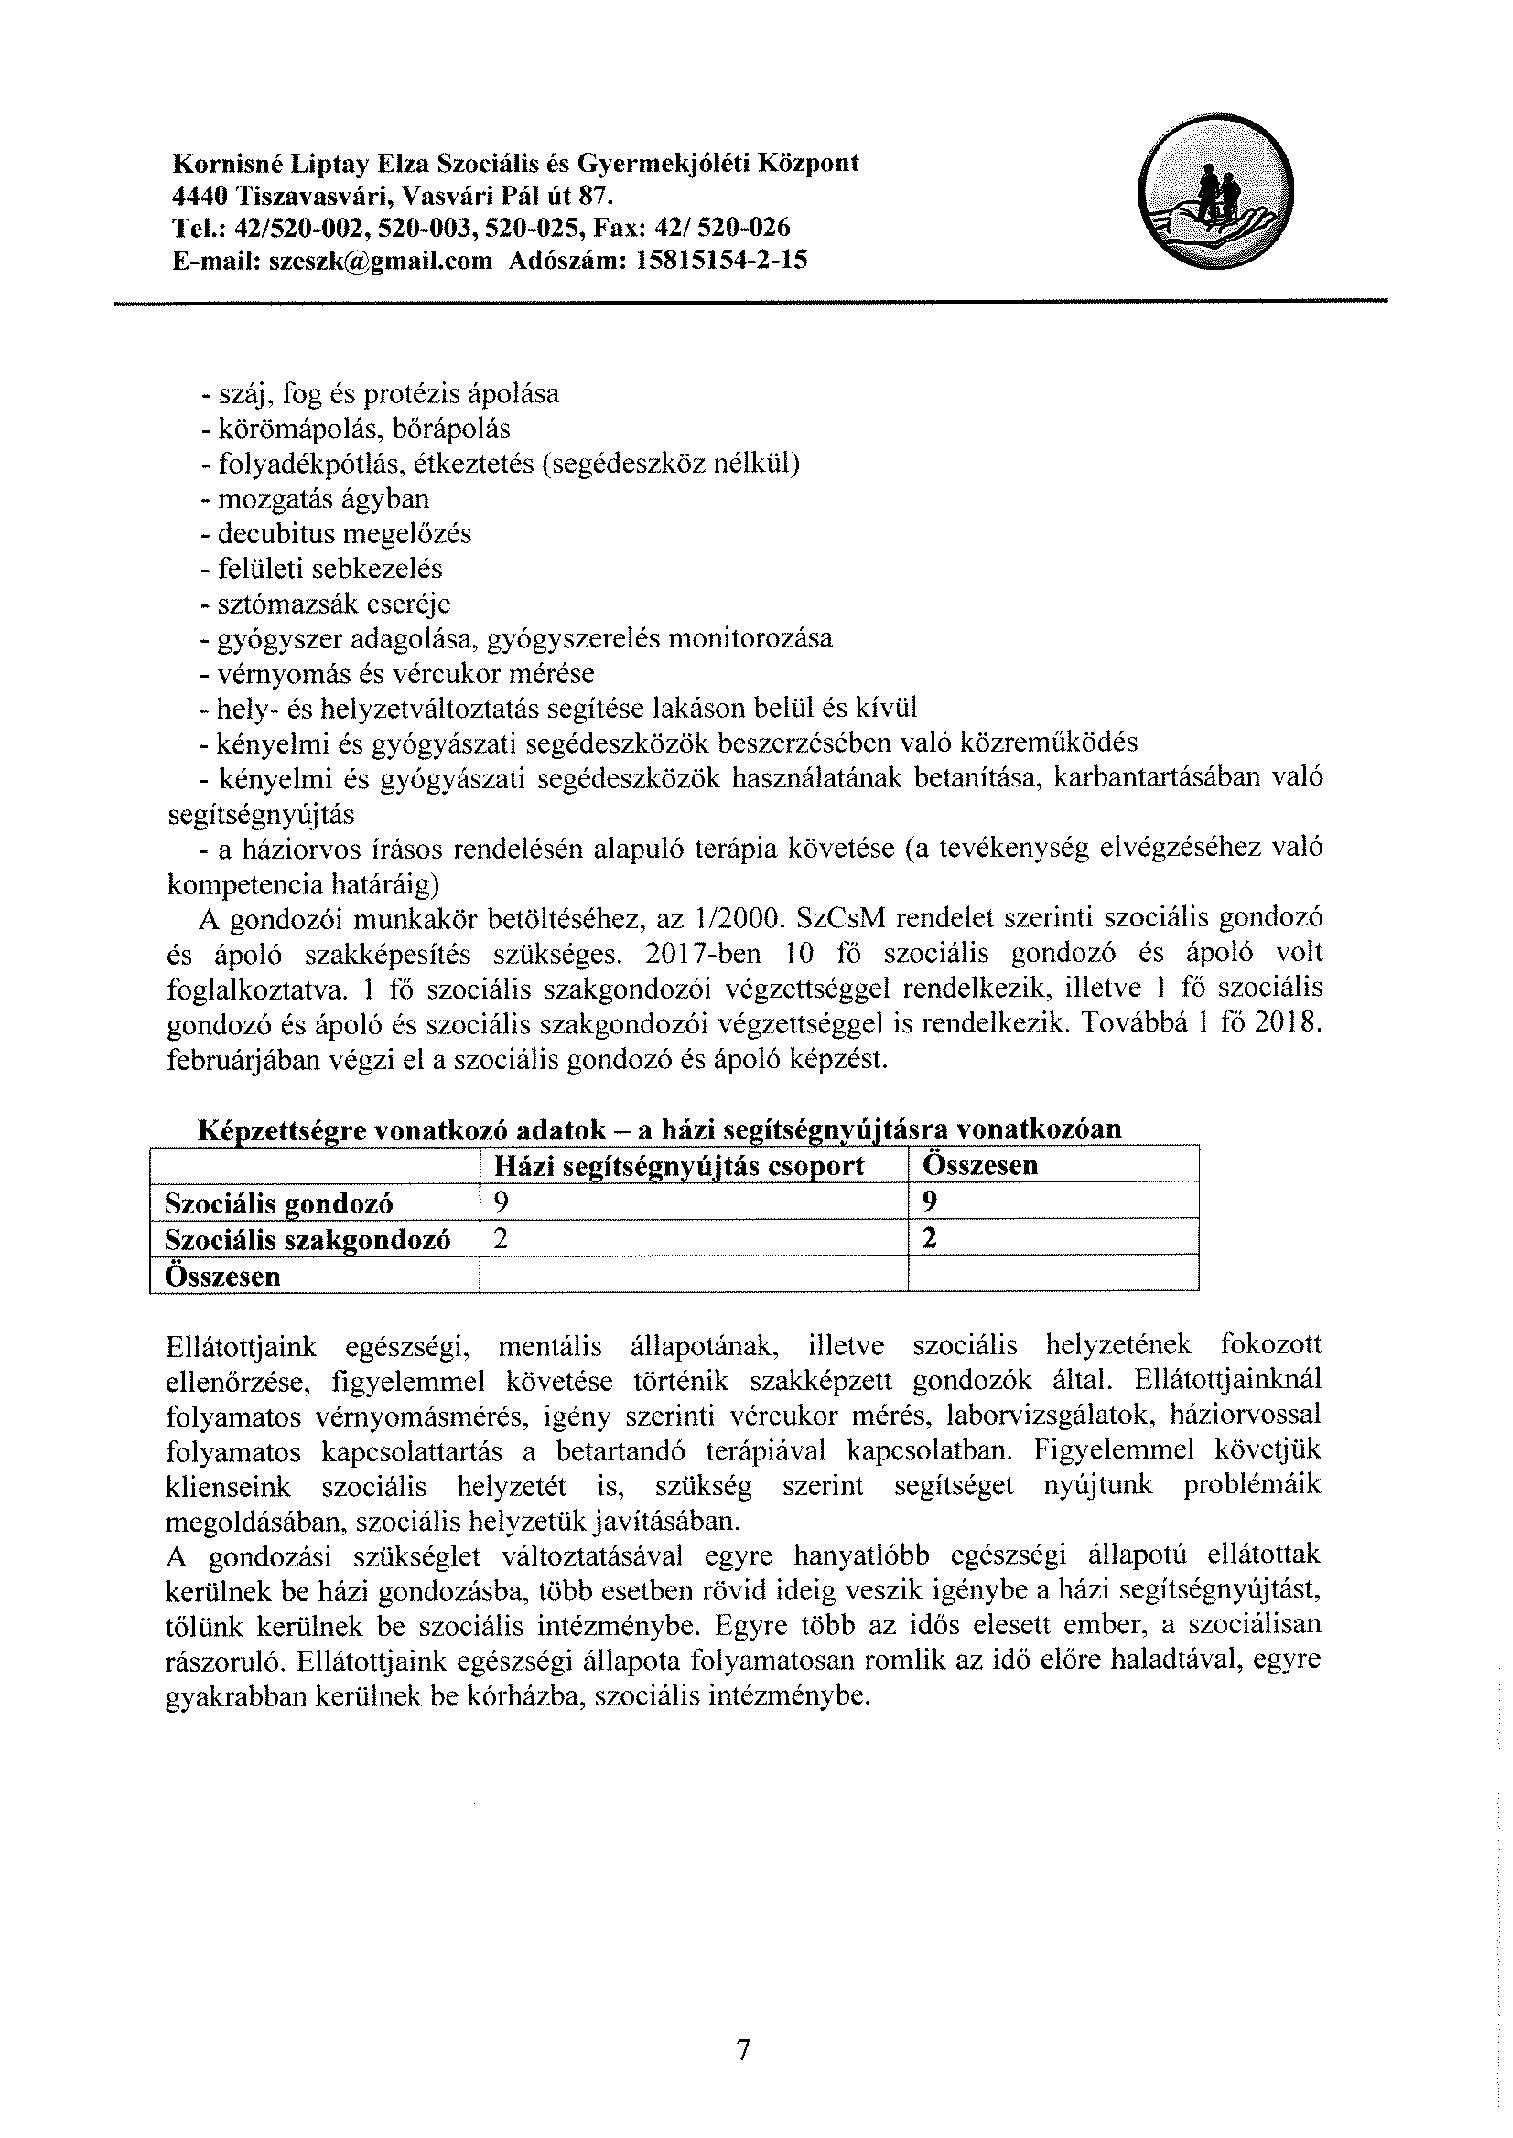 Kornisné Liptay Elza Szociális és Gyermekjóléti Központ
4440 Tiszavasvári, Vasvári Pál út 87.
Tel.: 42/520-002, 520-003, 520-025, Fax: 42/ 520-026
E-mail: szcszk@gmail.com Adószám: 15815154-2-15
- száj, fog és protézis ápolása
- körömápolás, bőrápolás
- folyadékpótlás, étkeztetés (segédeszköz nélkül)
- mozgatás ágyban
- decubitus megelőzés
- felületi sebkezelés
- sztómazsák cseréje
- gyógyszer adagolása, gyógyszerelés monitorozása
- vérnyomás és vércukor mérése
- hely- és helyzetváltoztatás segítése lakáson belül és kívül
- kényelmi és gyógyászati segédeszközök beszerzésében való közreműködés
- kényelmi és gyógyászati segédeszközök használatának betanítása, karbantartásában való
segítségnyújtás
- a háziorvos írásos rendelésén alapuló terápia követése (a tevékenység elvégzéséhez való
kompetencia határáig)
A gondozói munkakör betöltéséhez, az 1/2000. SzCsM rendelet szerinti szociális gondozó
és ápoló szakképesítés szükséges. 2017-ben 10 fő szociális gondozó és ápoló volt
foglalkoztatva. 1 fő szociális szakgondozói végzettséggel rendelkezik, illetve 1 fő szociális
gondozó és ápoló és szociális szakgondozói végzettséggel is rendelkezik. Továbbá 1 fő 2018.
februárjában végzi el a szociális gondozó és ápoló képzést.
Képzettségre vonatkozó adatok – a házi segítségnyújtásra vonatkozóan
Házi segítségnyújtás csoport Összesen
Szociális gondozó 9 9
Szociális szakgondozó 2 2
Összesen
Ellátottjaink egészségi, mentális állapotának, illetve szociális helyzetének fokozott
ellenőrzése, figyelemmel követése történik szakképzett gondozók által. Ellátottjainknál
folyamatos vérnyomásmérés, igény szerinti vércukor mérés, laborvizsgálatok, háziorvossal
folyamatos kapcsolattartás a betartandó terápiával kapcsolatban. Figyelemmel követjük
klienseink szociális helyzetét is, szükség szerint segítséget nyújtunk problémáik
megoldásában, szociális helyzetük javításában.
A gondozási szükséglet változtatásával egyre hanyatlóbb egészségi állapotú ellátottak
kerülnek be házi gondozásba, több esetben rövid ideig veszik igénybe a házi segítségnyújtást,
tőlünk kerülnek be szociális intézménybe. Egyre több az idős elesett ember, a szociálisan
rászoruló. Ellátottjaink egészségi állapota folyamatosan romlik az idő előre haladtával, egyre
gyakrabban kerülnek be kórházba, szociális intézménybe.
7